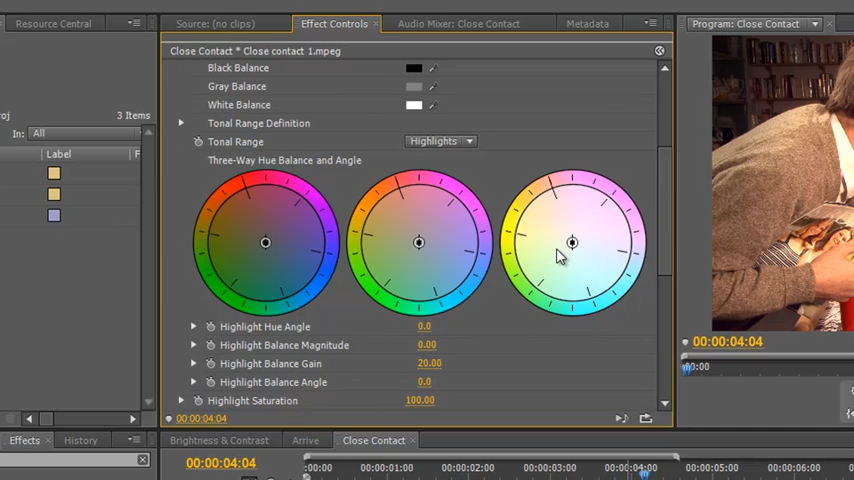 Resource Central
Source: (no clips)
Effect Controls
Audio Mixer: Close Contact
Metadata
Program: Close Contact
Close Contact * Close contact 1.mpeg
Black Balance
Gray Balance
White Balance
Tonal Range Definition
Tonal Range
Highlights
Three-Way Hue Balance and Angle
roj
3 Items
In: All
Label
Highlight Hue Angle 0.0
Highlight Balance Magnitude 0.00
Highlight Balance Gain 20.00
Highlight Balance Angle 0.0
Highlight Saturation 100.00
00:00:04:04
00:00:04:04
:00
Effects
History
Brightness & Contrast
Arrive
Close Contact
00:00:04:04
:00:00 00:00:01:00 00:00:02:00 00:00:03:00 00:00:04:00 00:00:05:00 00:00:06:00